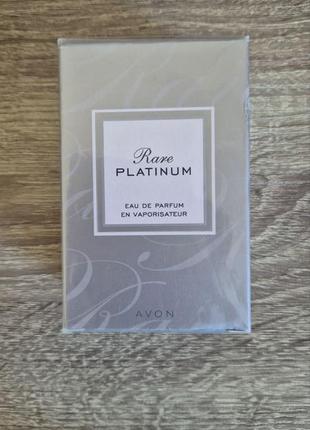 Rare
PLATINUM
EAU DE PARFUM
EN VAPORISATEUR
AVON